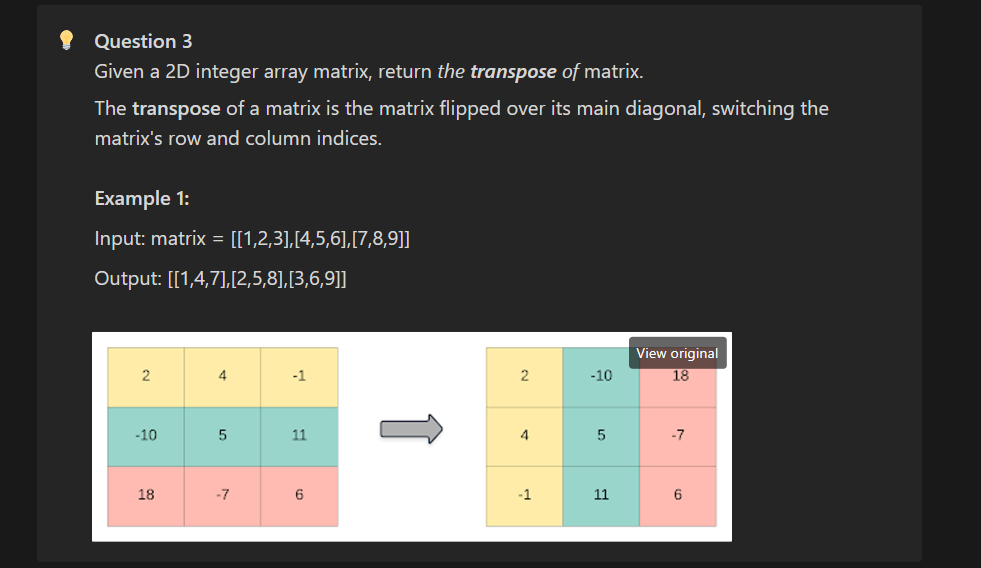 Question 3
Given a 2D integer array matrix, return the transpose of matrix.
The transpose of a matrix is the matrix flipped over its main diagonal, switching the
matrix's row and column indices.
Example 1:
Input: matrix = [[1,2,3],[4,5,6],[7,8,9]]
Output: [[1,4,7],[2,5,8],[3,6,9]]
View original
2 4 -1 2 -10 18
-10 5 11 4 5 -7
18 -7 6 -1 11 6